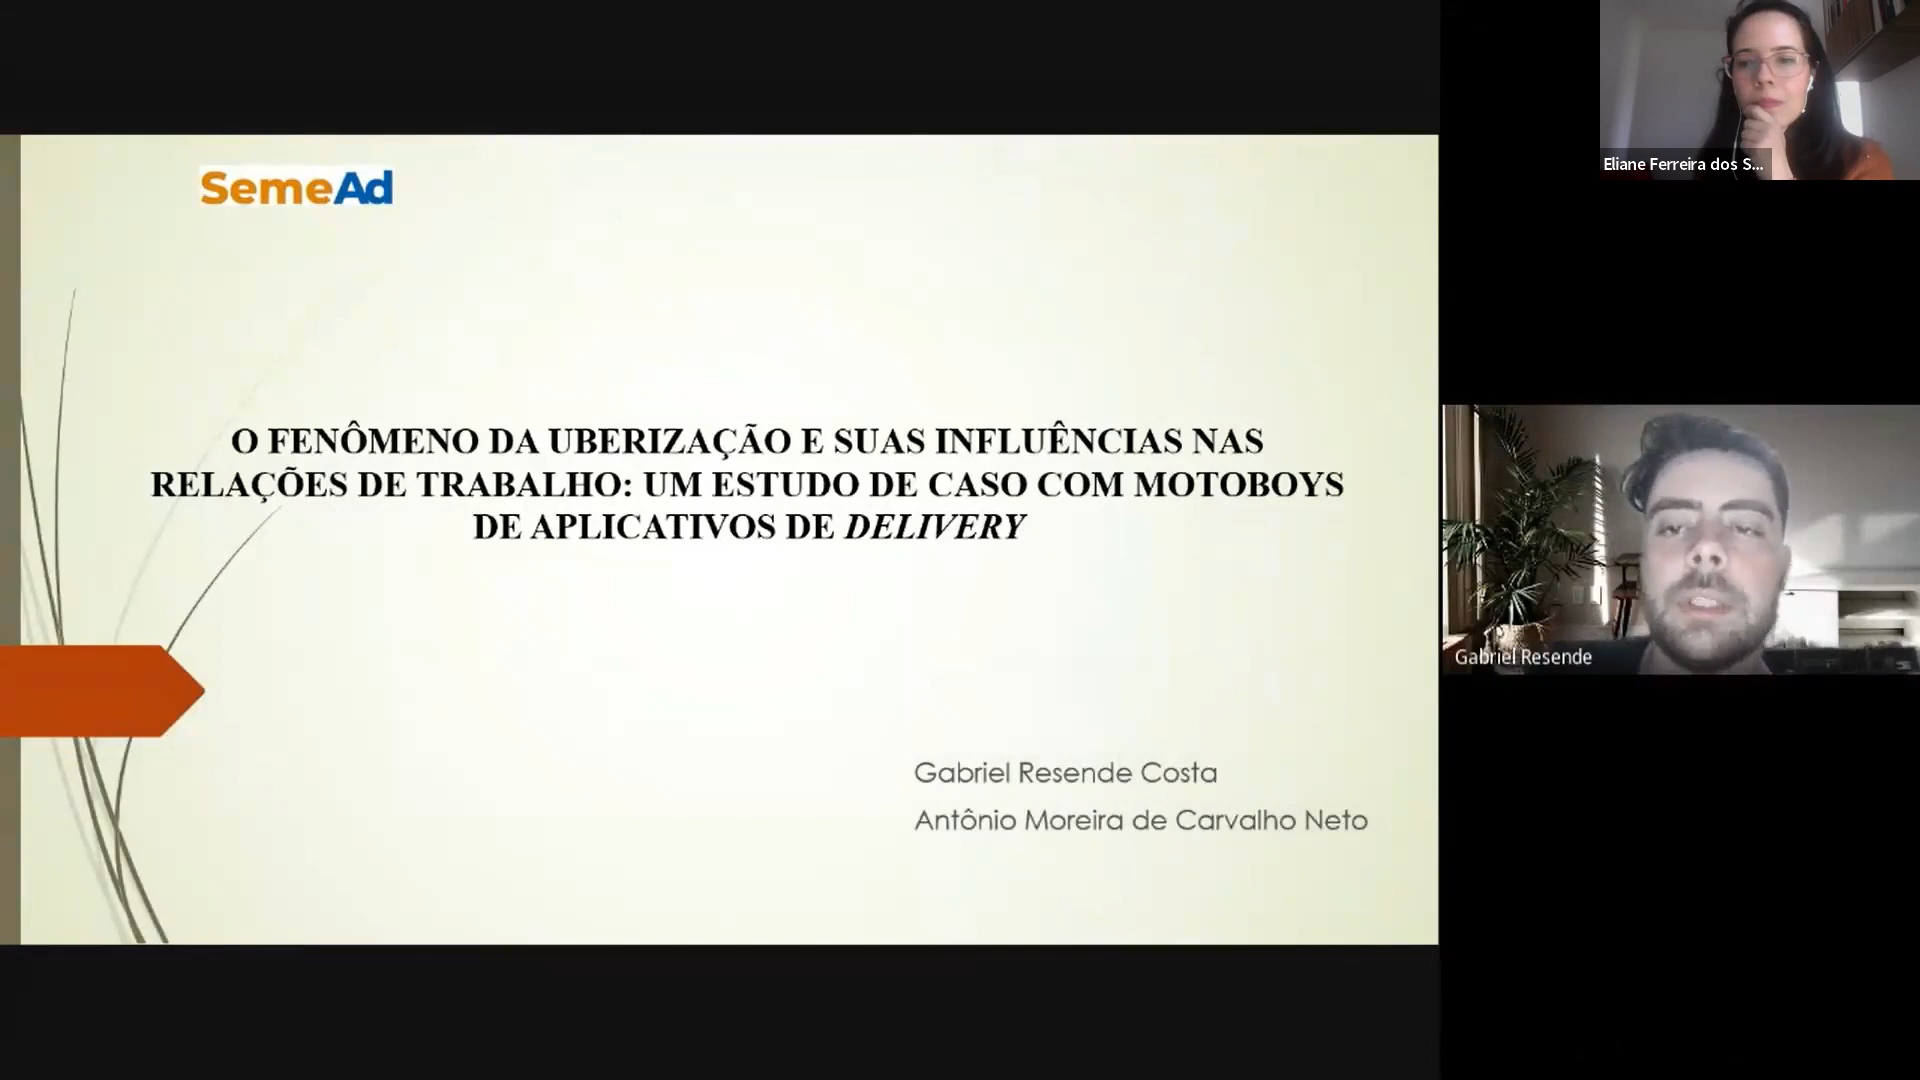 SemeAd
O FENÔMENO DA UBERIZAÇÃO E SUAS INFLUÊNCIAS NAS
RELAÇÕES DE TRABALHO: UM ESTUDO DE CASO COM MOTOBOYS
DE APLICATIVOS DE DELIVERY
Gabriel Resende Costa
Antônio Moreira de Carvalho Neto
Eliane Ferreira dos S...
Gabriel Resende